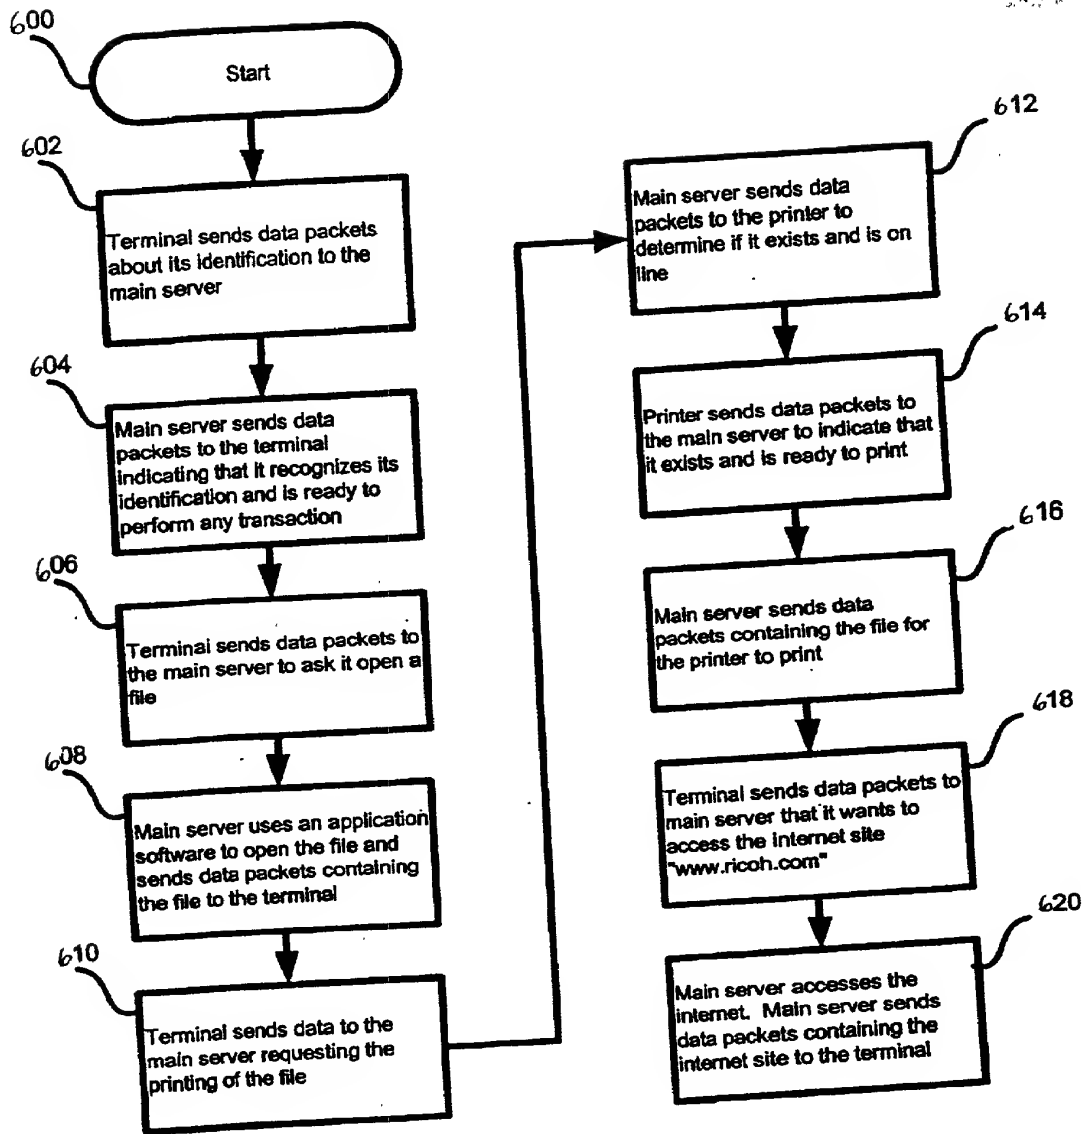 600
Start
602
Terminal sends data packets
about its identification to the
main server
604
Main server sends data
packets to the terminal
indicating that it recognizes its
identification and is ready to
perform any transaction
606
Terminal sends data packets to
the main server to ask it open a
file
608
Main server uses an application
software to open the file and
sends data packets containing
the file to the terminal
610
Terminal sends data to the
main server requesting the
printing of the file
612
Main server sends data
packets to the printer to
determine if it exists and is on
line
614
Printer sends data packets to
the main server to indicate that
it exists and is ready to print
616
Main server sends data
packets containing the file for
the printer to print
618
Terminal sends data packets to
main server that it wants to
access the internet site
"www.ricoh.com"
620
Main server accesses the
internet. Main server sends
data packets containing the
internet site to the terminal